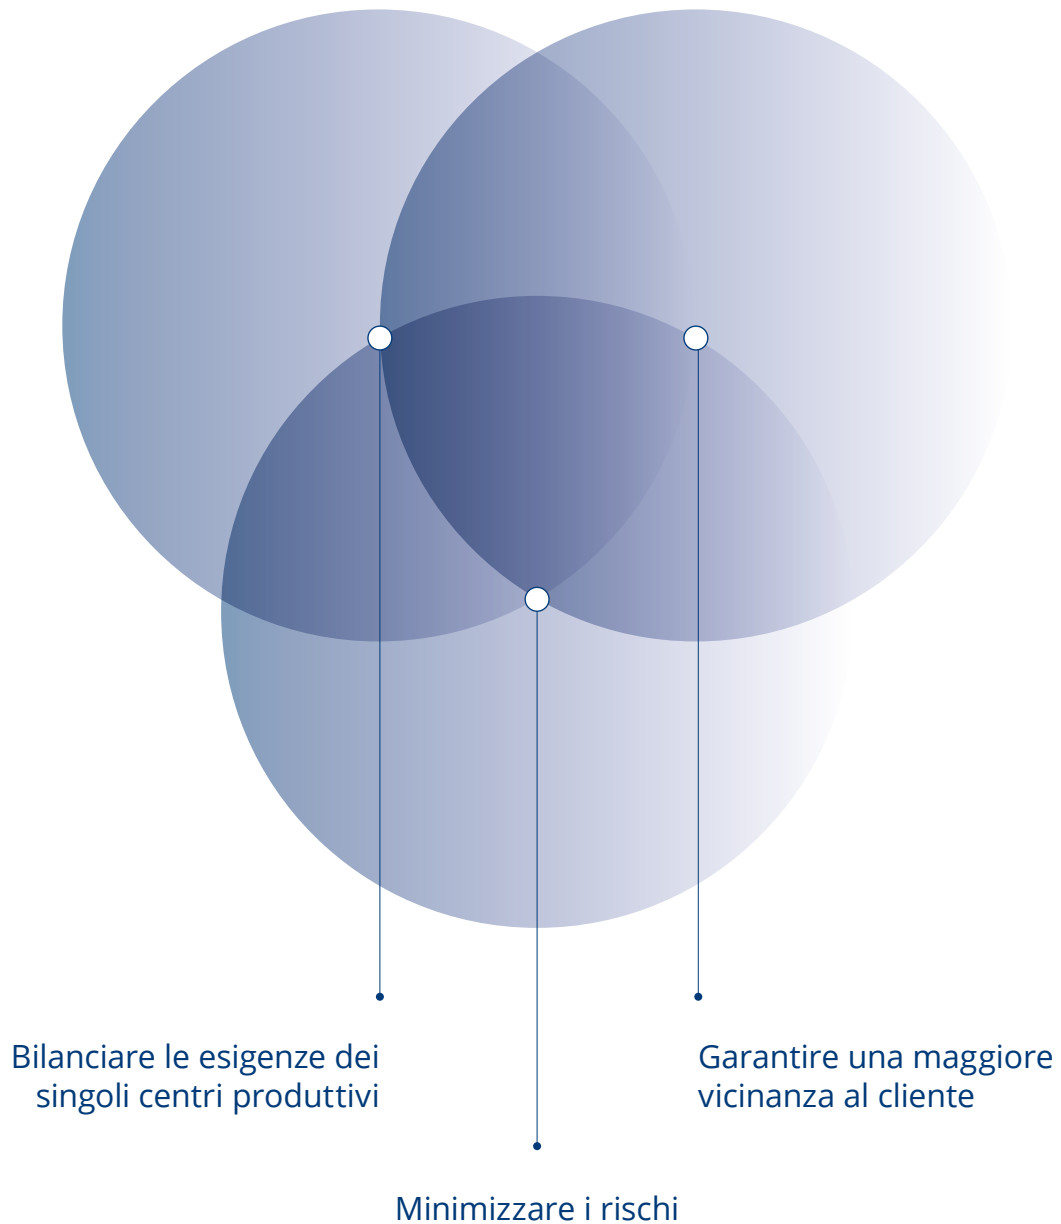 Bilanciare le esigenze dei
singoli centri produttivi
Garantire una maggiore
vicinanza al cliente
Minimizzare i rischi